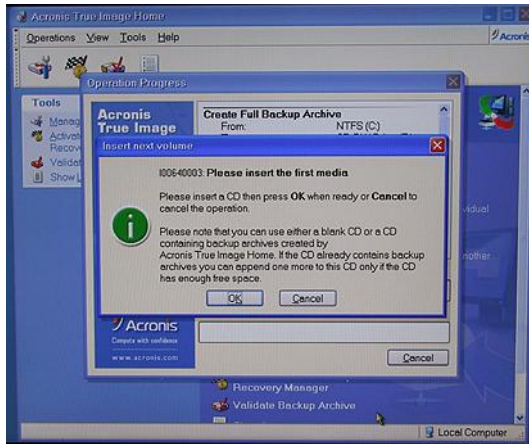 Acronis True Image Home
Operations View Tools Help
Acronis
Operation Progress
Tools
Acronis
True Image
Create Full Backup Archive
From: NTFS (C:)
Insert next volume
I00640003: Please insert the first media
Please insert a CD then press OK when ready or Cancel to
cancel the operation.
Please note that you can use either a blank CD or a CD
containing backup archives created by
Acronis True Image Home. If the CD already contains backup
archives you can append one more to this CD only if the CD
has enough free space.
OK Cancel
Acronis
Compute with confidence
www.acronis.com
Cancel
Recovery Manager
Validate Backup Archive
Local Computer